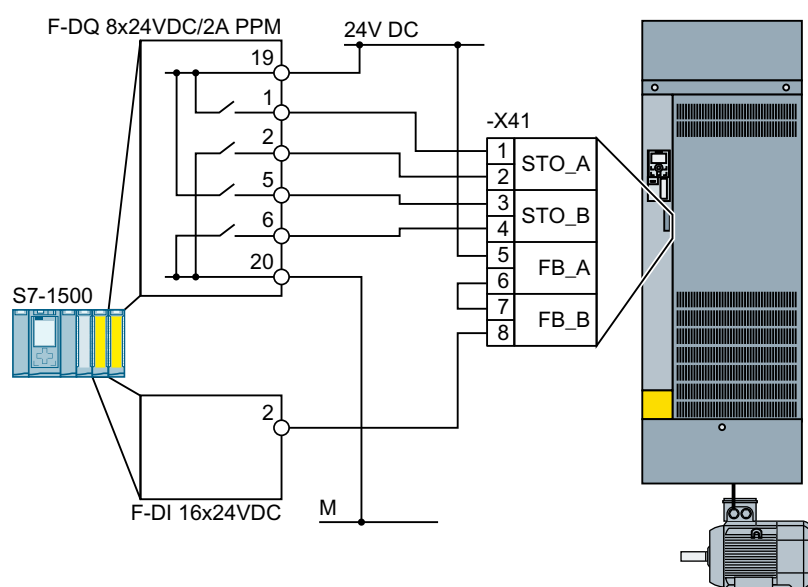 F-DQ 8x24VDC/2A PPM
24V DC
19
1
2
5
6
20
-X41
1 STO_A
2
3 STO_B
4
5 FB_A
6
7 FB_B
8
S7-1500
2
F-DI 16x24VDC
M